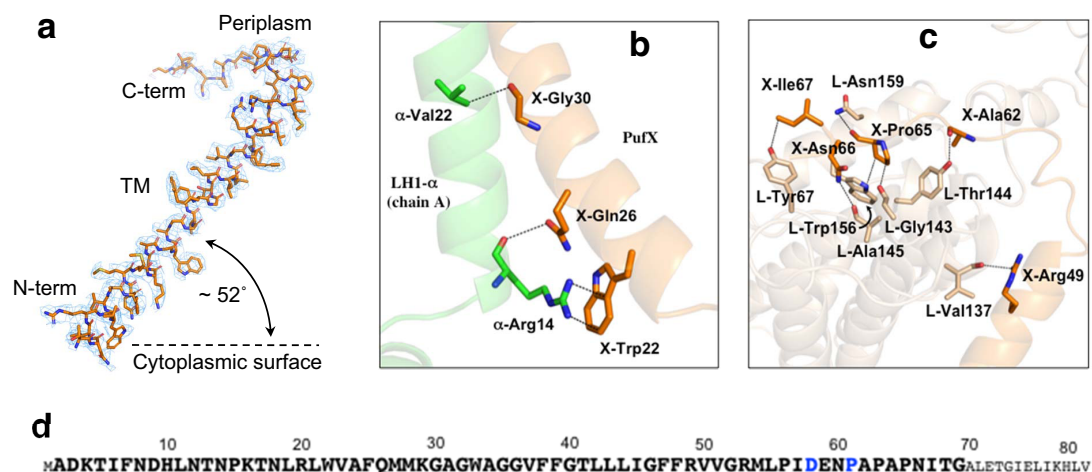 a
Periplasm
C-term
TM
N-term
~ 52˚
Cytoplasmic surface
b
α-Val22
X-Gly30
PufX
LH1-α
(chain A)
X-Gln26
α-Arg14
X-Trp22
c
X-Ile67
L-Asn159
X-Pro65
X-Ala62
X-Asn66
L-Tyr67
L-Thr144
L-Trp156
L-Gly143
L-Ala145
X-Arg49
L-Val137
d
10 20 30 40 50 60 70 80
MADKTIFNDHLNTNPKTNLRLWVAFQMMKGAGWAGGVFFGTLLLIGFFRVVGRMLPIDENPAPAPNITGALETGIELIKHLV